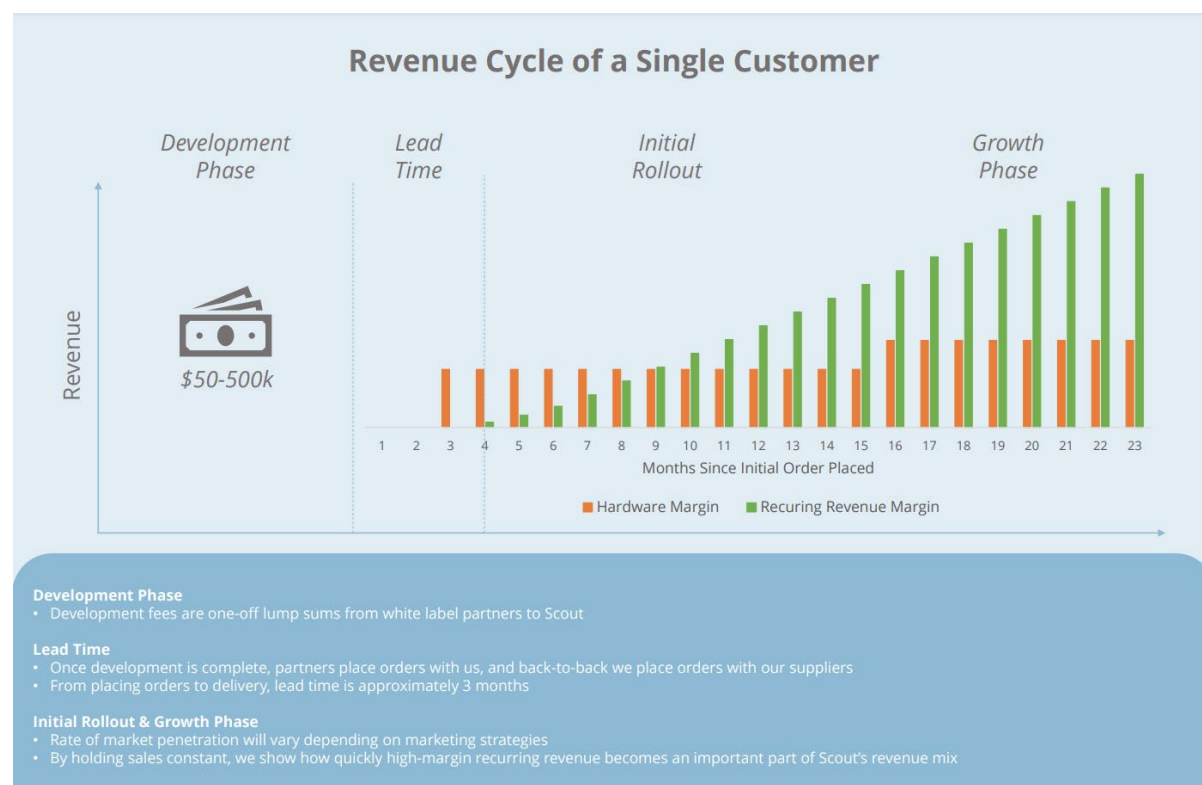 Revenue Cycle of a Single Customer
Development
Phase
Lead
Time
Initial
Rollout
Growth
Phase
Revenue
$50-500k
1 2 3 4 5 6 7 8 9 10 11 12 13 14 15 16 17 18 19 20 21 22 23
Months Since Initial Order Placed
Hardware Margin Recuring Revenue Margin
Development Phase
• Development fees are one-off lump sums from white label partners to Scout
Lead Time
• Once development is complete, partners place orders with us, and back-to-back we place orders with our suppliers
• From placing orders to delivery, lead time is approximately 3 months
Initial Rollout & Growth Phase
• Rate of market penetration will vary depending on marketing strategies
• By holding sales constant, we show how quickly high-margin recurring revenue becomes an important part of Scout's revenue mix